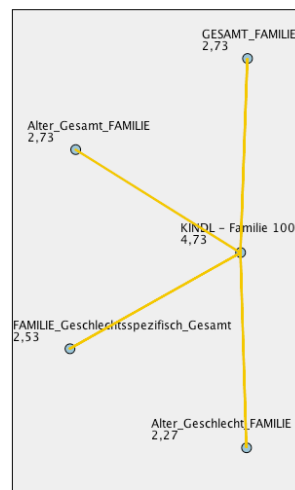 GESAMT_FAMILIE
2,73
Alter_Gesamt_FAMILIE
2,73
KINDL - Familie 100
4,73
FAMILIE_Geschlechtsspezifisch_Gesamt
2,53
Alter_Geschlecht_FAMILIE
2,27